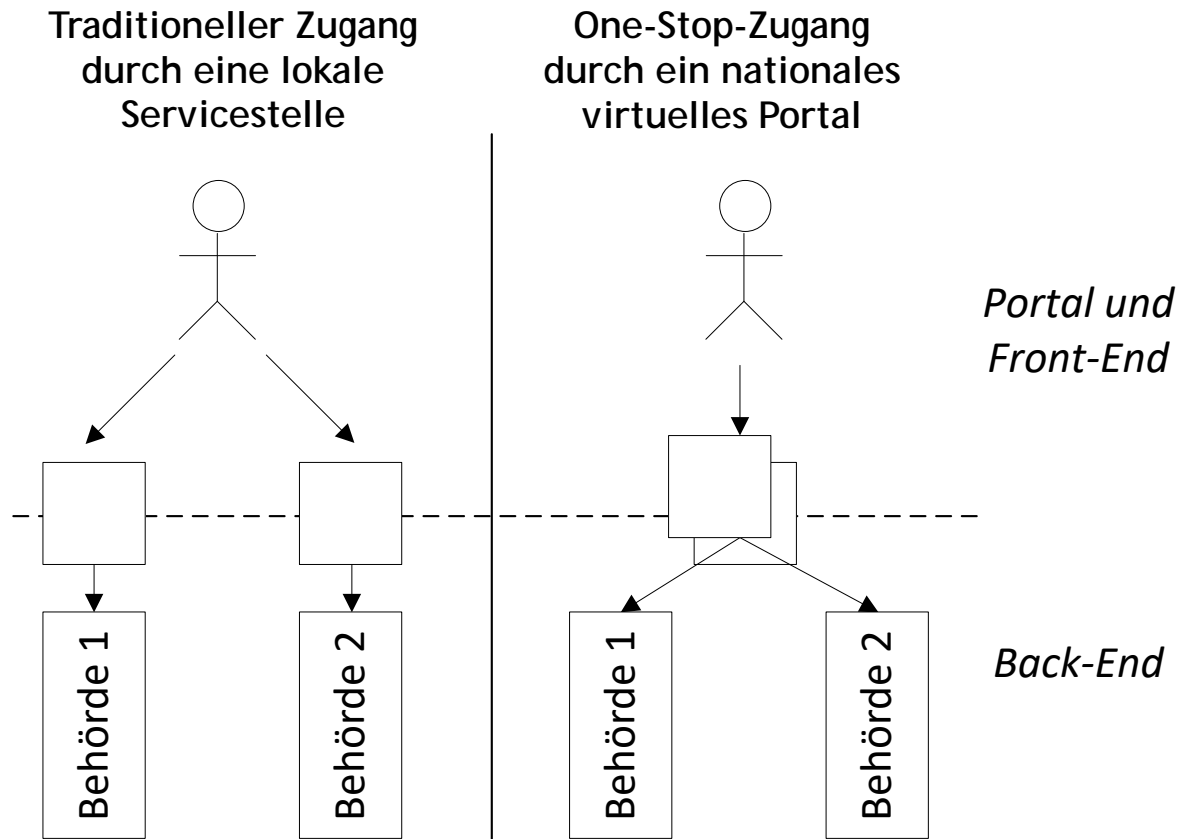 Traditioneller Zugang
durch eine lokale
Servicestelle
One-Stop-Zugang
durch ein nationales
virtuelles Portal
Portal und
Front-End
Behörde 1
Behörde 2
Behörde 1
Behörde 2
Back-End